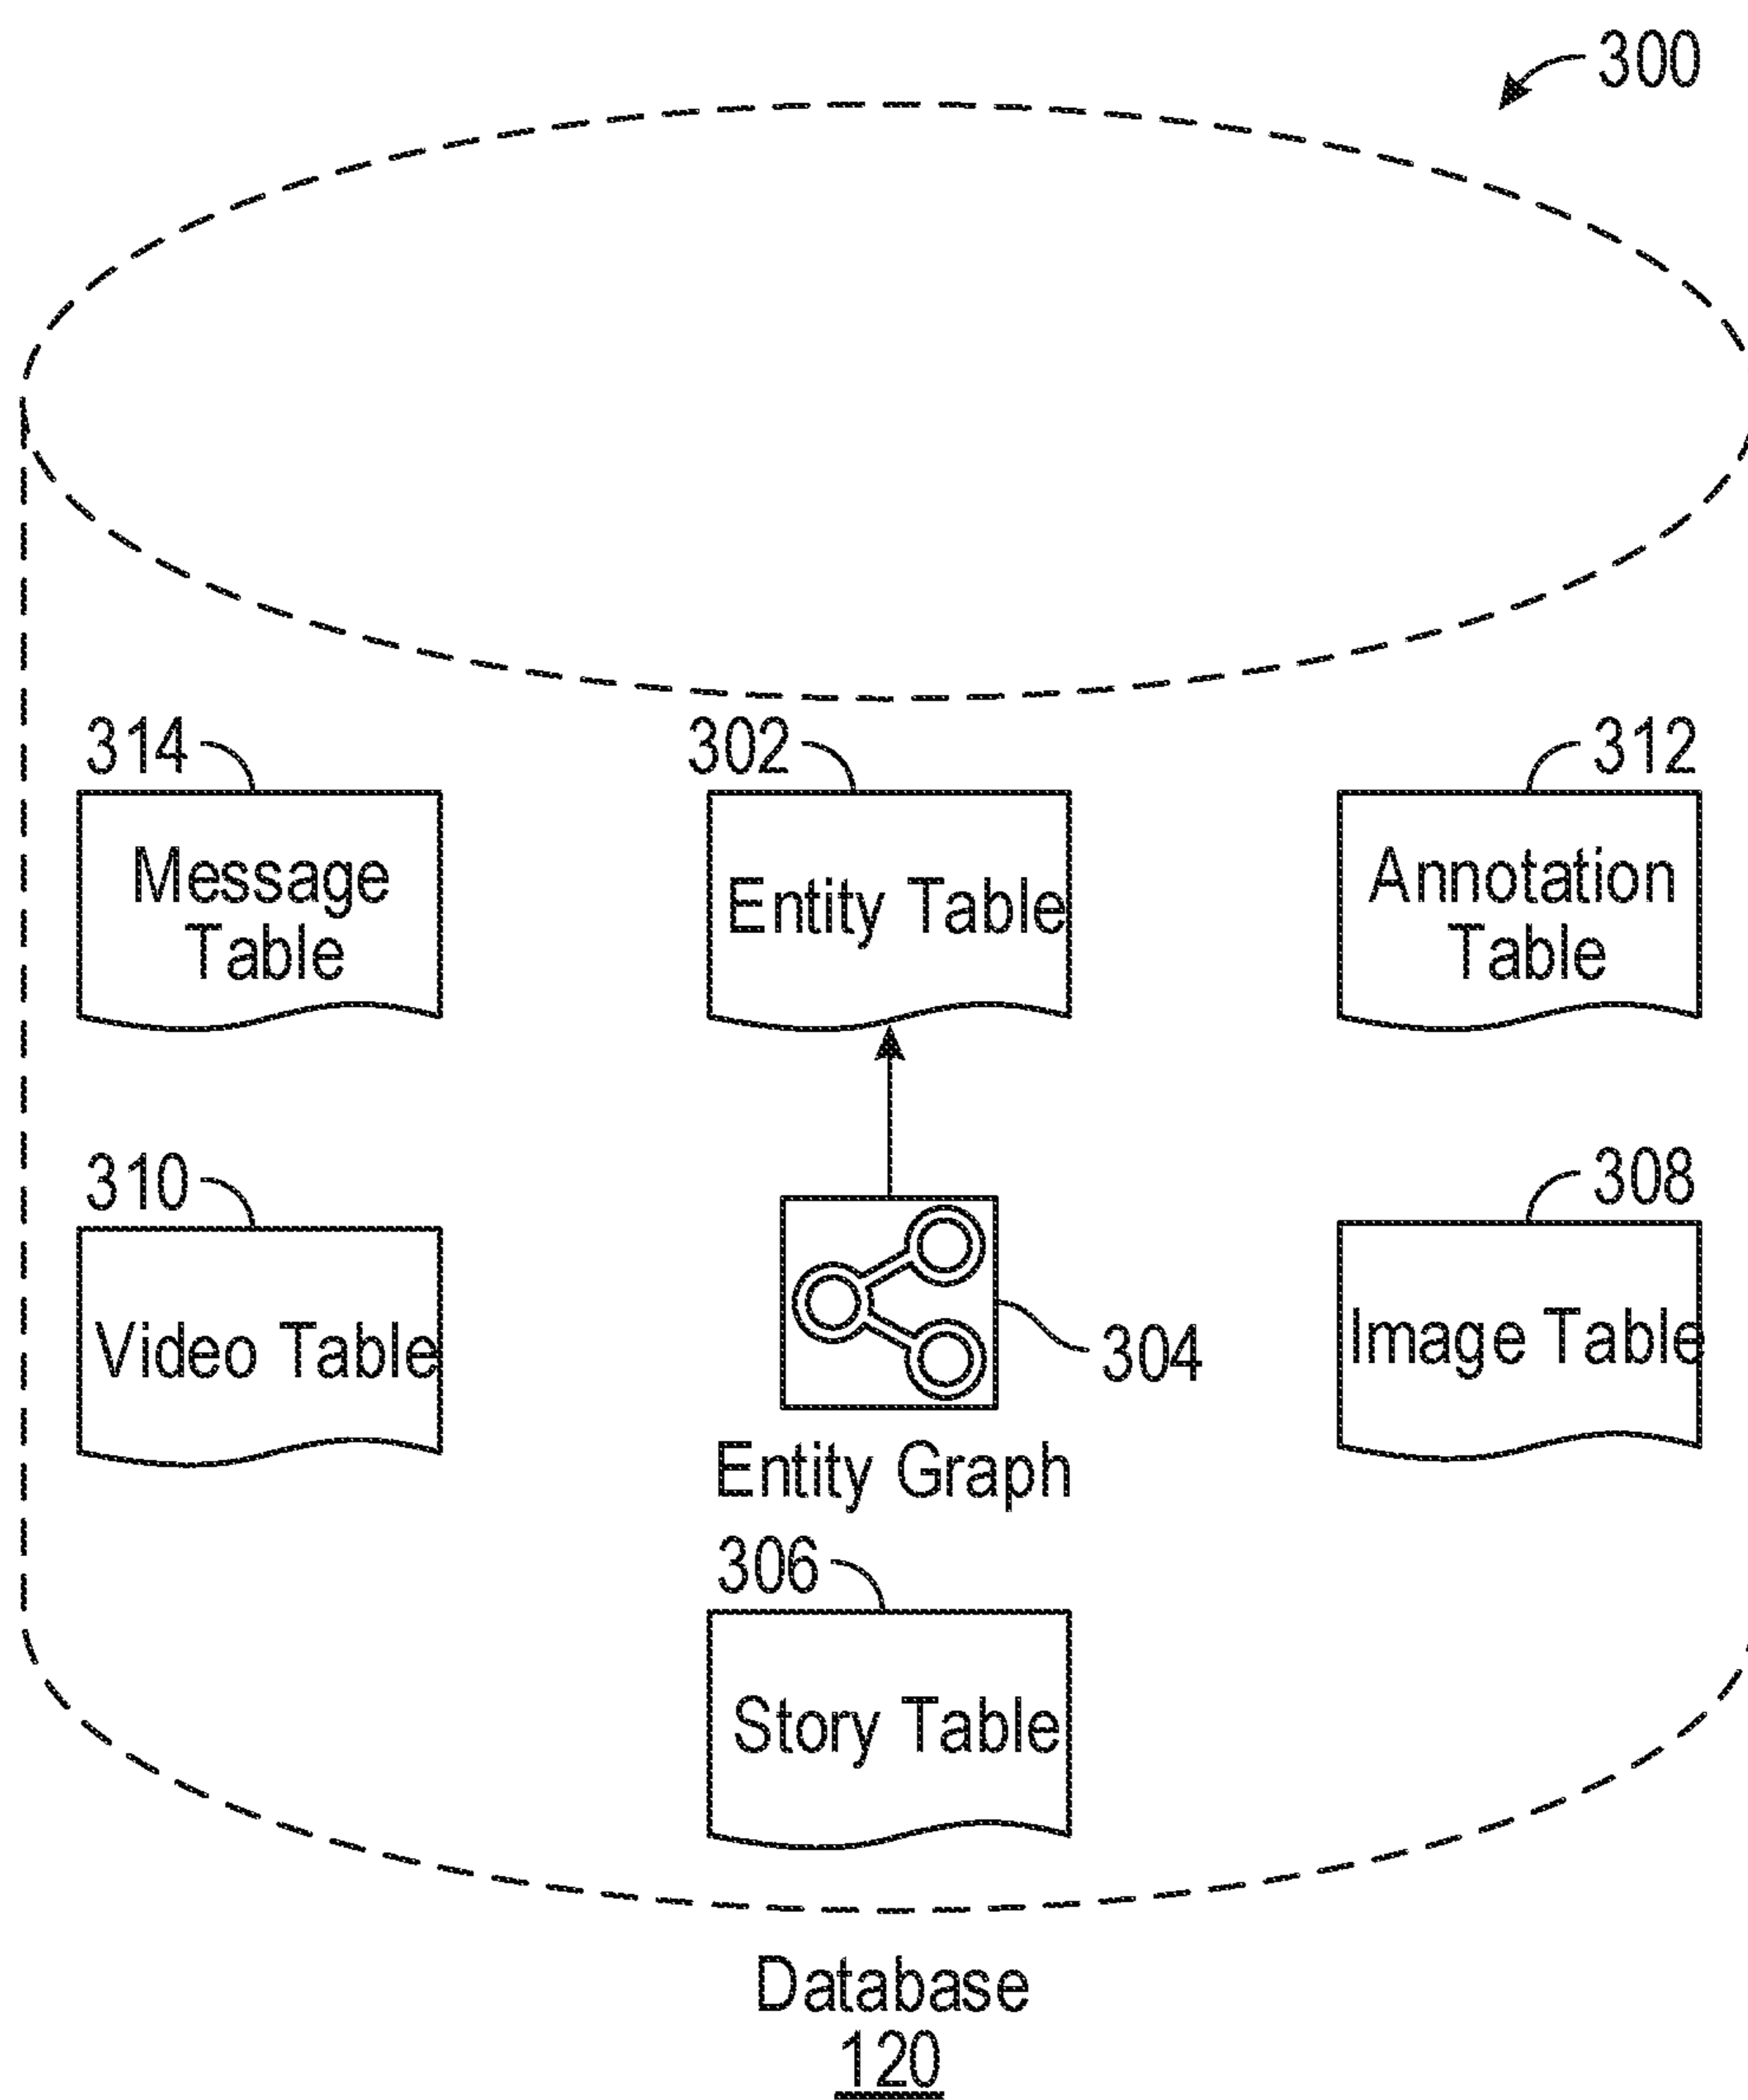 300
314
302
312
Message
Table
Entity Table
Annotation
Table
310
308
Video Table
304
Image Table
Entity Graph
306
Story Table
Database
120